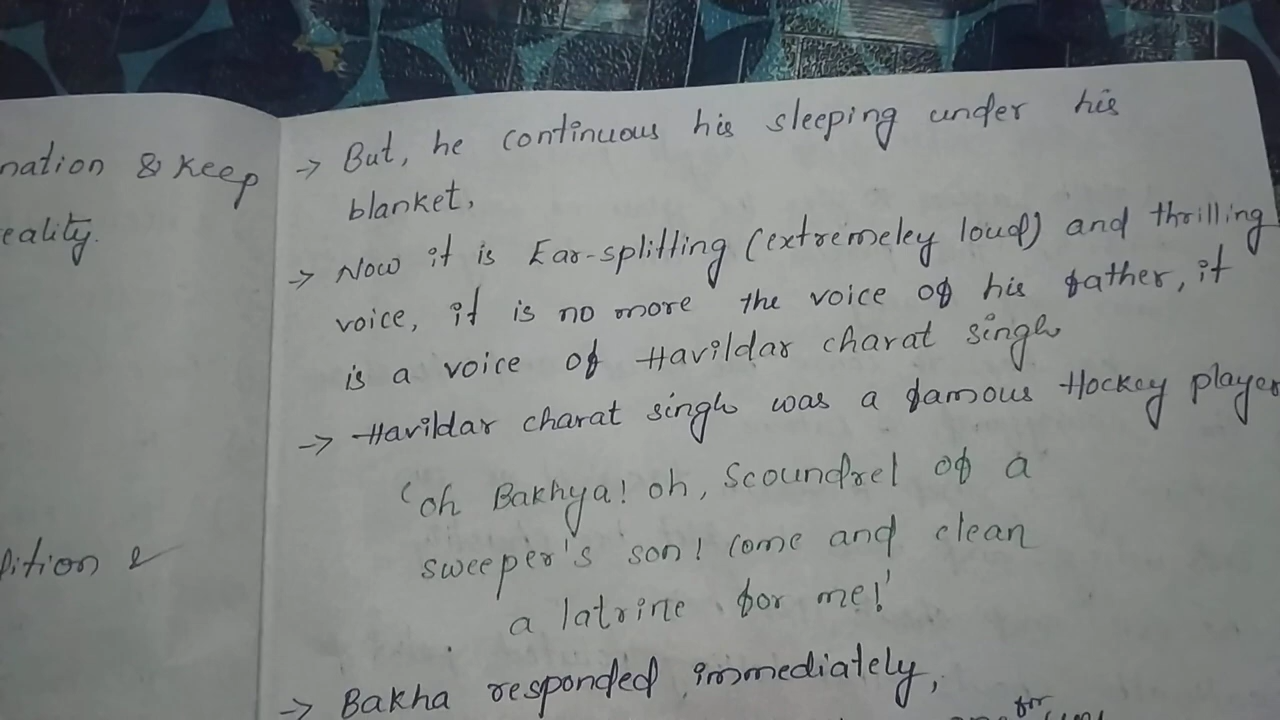 nation & keep
eality.
dition &
→ But, he continuous his sleeping under his
blanket,
→ Now it is Ear-splitting (extremeley loud) and thrilling
voice, it is no more the voice of his father, it
is a voice of Havildar charat singh
→ Havildar charat singh was a famous Hockey player
'oh Bakhya! oh, Scoundrel of a
sweeper's son! come and clean
a latrine for me!'
→ Bakha responded immediately,
for